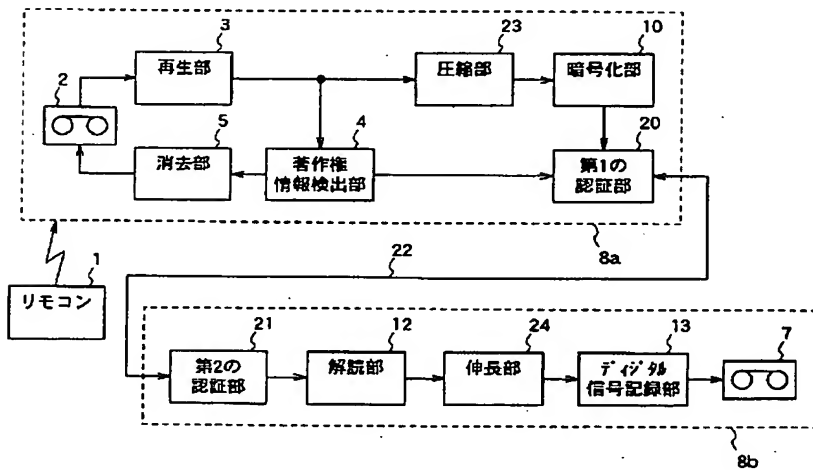 3
再生部
23
圧縮部
10
暗号化部
2
5
消去部
4
著作権
情報検出部
20
第1の
認証部
8a
1
リモコン
22
21
第2の
認証部
12
解読部
24
伸長部
13
ディジタル
信号記録部
7
8b